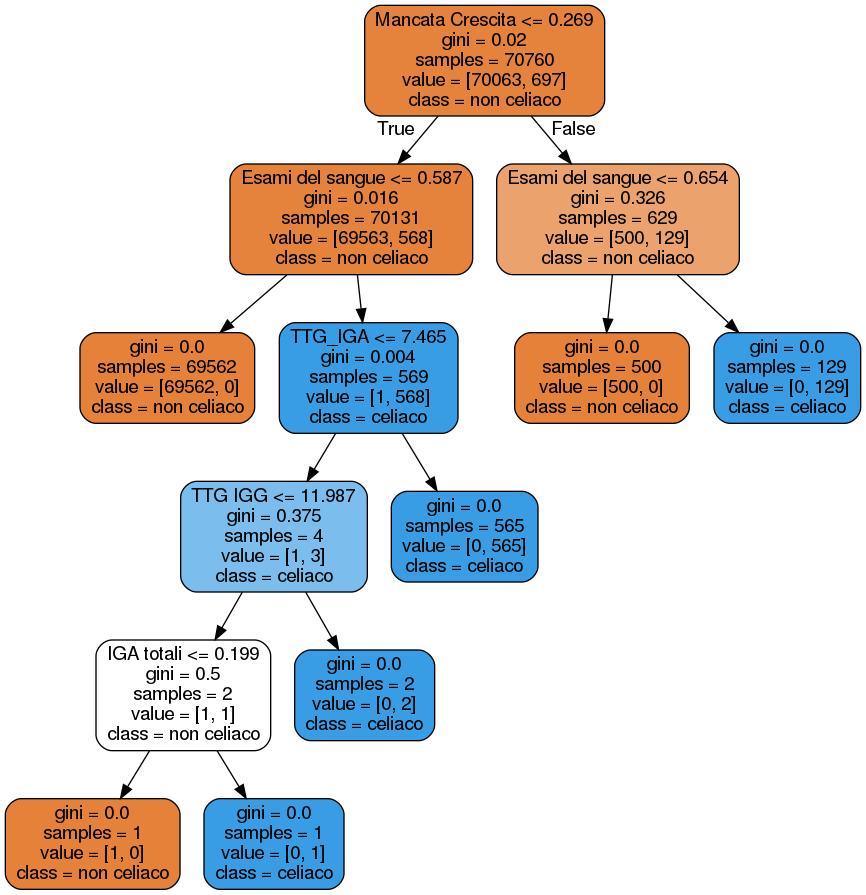 Mancata Crescita <= 0.269
gini = 0.02
samples = 70760
value = [70063, 697]
class = non celiaco
True
False
Esami del sangue <= 0.587
gini = 0.016
samples = 70131
value = [69563, 568]
class = non celiaco
Esami del sangue <= 0.654
gini = 0.326
samples = 629
value = [500, 129]
class = non celiaco
gini = 0.0
samples = 69562
value = [69562, 0]
class = non celiaco
TTG_IGA <= 7.465
gini = 0.004
samples = 569
value = [1, 568]
class = celiaco
gini = 0.0
samples = 500
value = [500, 0]
class = non celiaco
gini = 0.0
samples = 129
value = [0, 129]
class = celiaco
TTG IGG <= 11.987
gini = 0.375
samples = 4
value = [1, 3]
class = celiaco
gini = 0.0
samples = 565
value = [0, 565]
class = celiaco
IGA totali <= 0.199
gini = 0.5
samples = 2
value = [1, 1]
class = non celiaco
gini = 0.0
samples = 2
value = [0, 2]
class = celiaco
gini = 0.0
samples = 1
value = [1, 0]
class = non celiaco
gini = 0.0
samples = 1
value = [0, 1]
class = celiaco